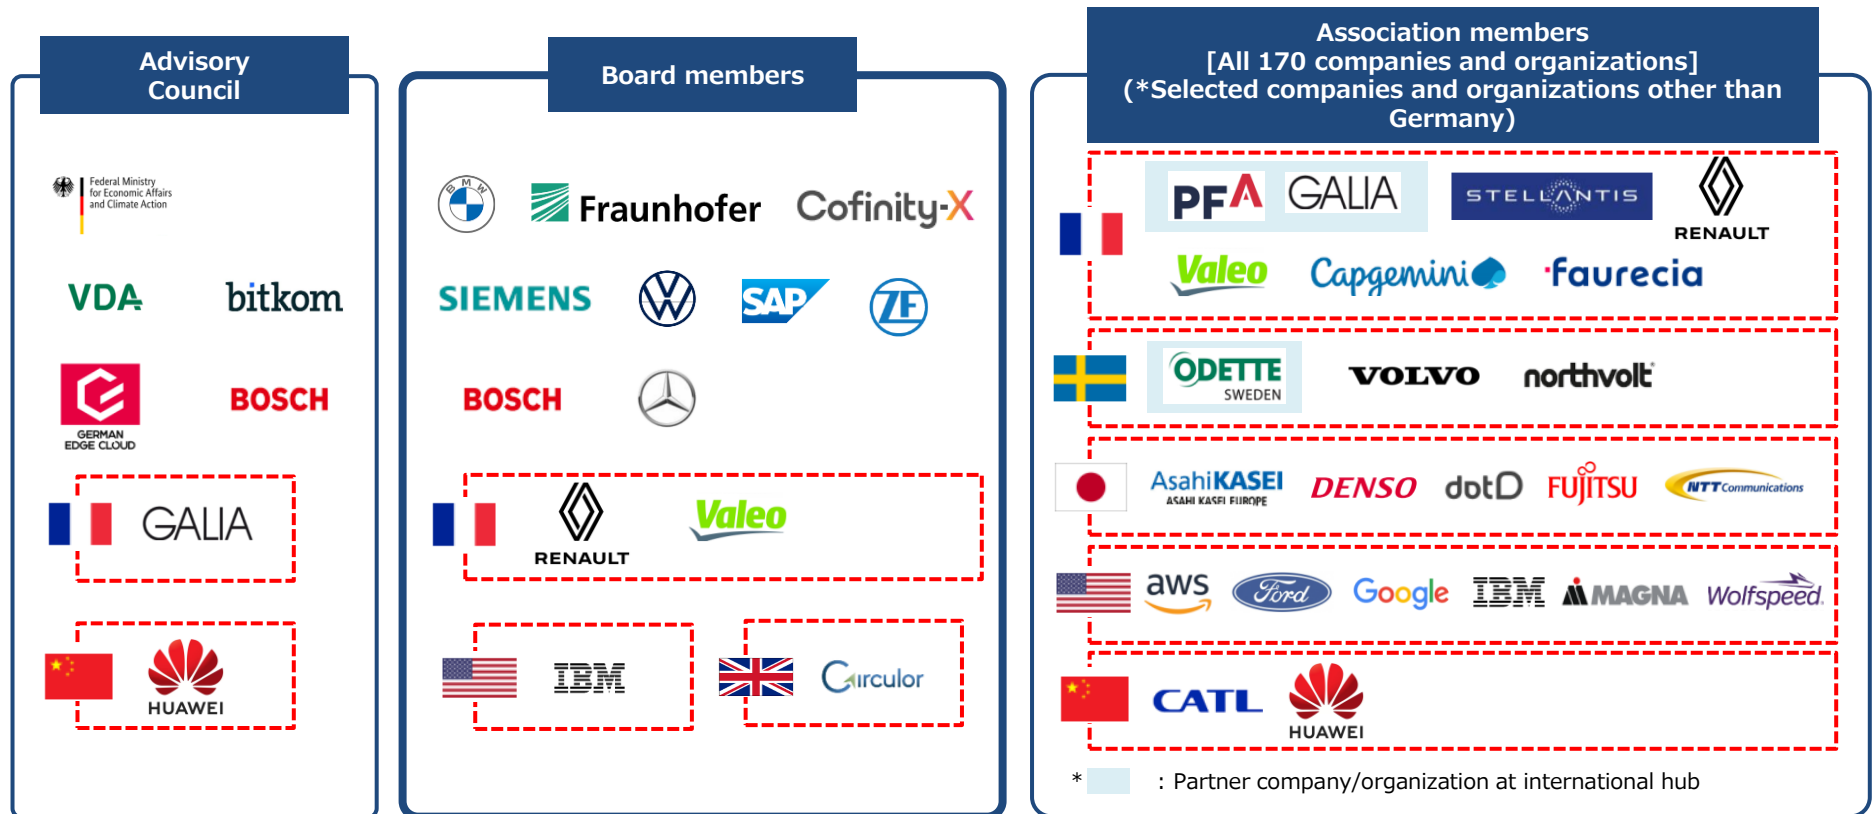 Advisory
Council
Federal Ministry
for Economic Affairs
and Climate Action
VDA
bitkom
GERMAN
EDGE CLOUD
BOSCH
GALIA
HUAWEI
Board members
BMW
Fraunhofer
Cofinity-X
SIEMENS
VW
SAP
ZF
BOSCH
RENAULT
Valeo
IBM
Circulor
Association members
[All 170 companies and organizations]
(*Selected companies and organizations other than
Germany)
PFA
GALIA
STELLANTIS
RENAULT
Valeo
Capgemini
faurecia
ODETTE
SWEDEN
VOLVO
northvolt
AsahiKASEI
ASAHI KASEI EUROPE
DENSO
dotD
FUJITSU
NTT Communications
aws
Ford
Google
IBM
MAGNA
Wolfspeed.
CATL
HUAWEI
* : Partner company/organization at international hub